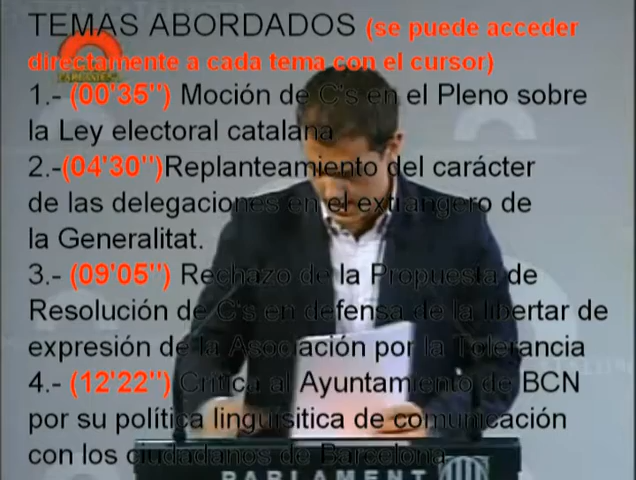 TEMAS ABORDADOS (se puede acceder
directamente a cada tema con el cursor)
1.- (00'35'') Moción de C's en el Pleno sobre
la Ley electoral catalana
2.-(04'30'')Replanteamiento del carácter
de las delegaciones en el extrangero de
la Generalitat.
3.- (09'05'') Rechazo de la Propuesta de
Resolución de C's en defensa de la libertar de
expresión de la Asociación por la Tolerancia
4.- (12'22'') Crítica al Ayuntamiento de BCN
por su política linguisitica de comunicación
con los ciudadanos de Barcelona
PARLAMENT